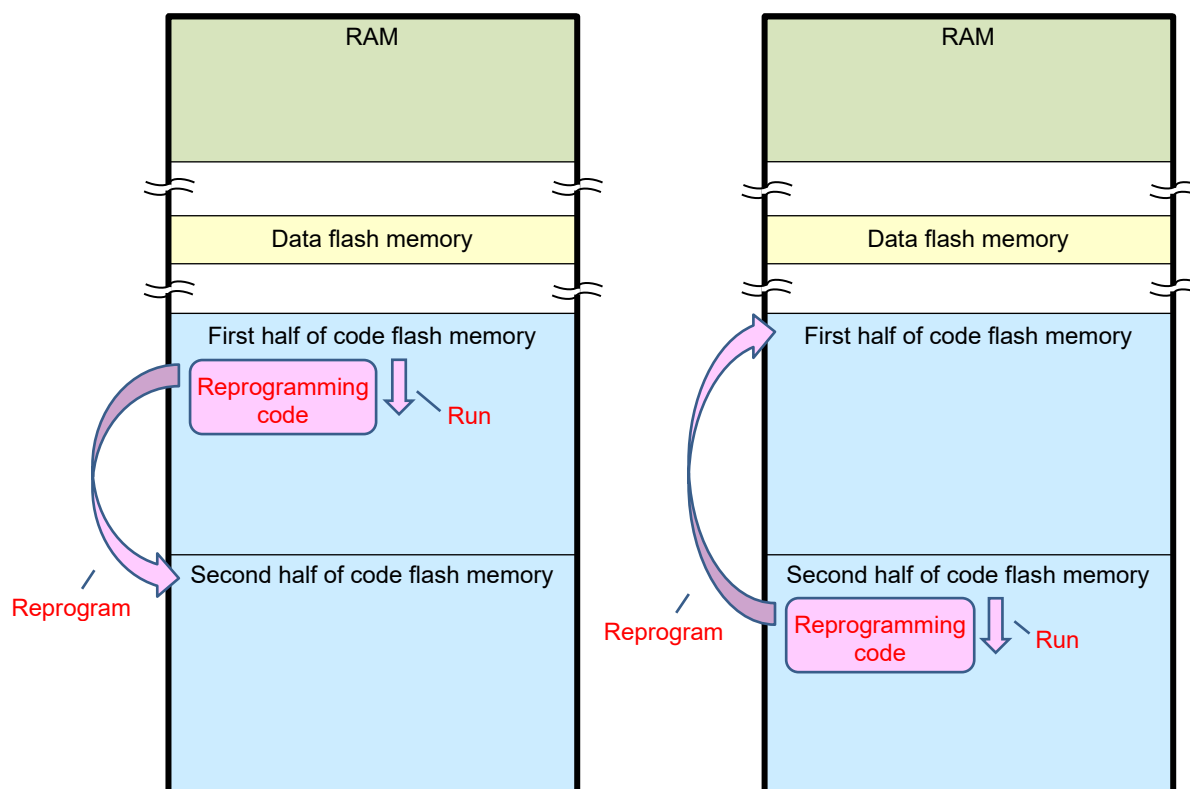 RAM
Data flash memory
First half of code flash memory
Reprogramming
code
Run
Second half of code flash memory
Reprogram
RAM
Data flash memory
First half of code flash memory
Second half of code flash memory
Reprogramming
code
Run
Reprogram